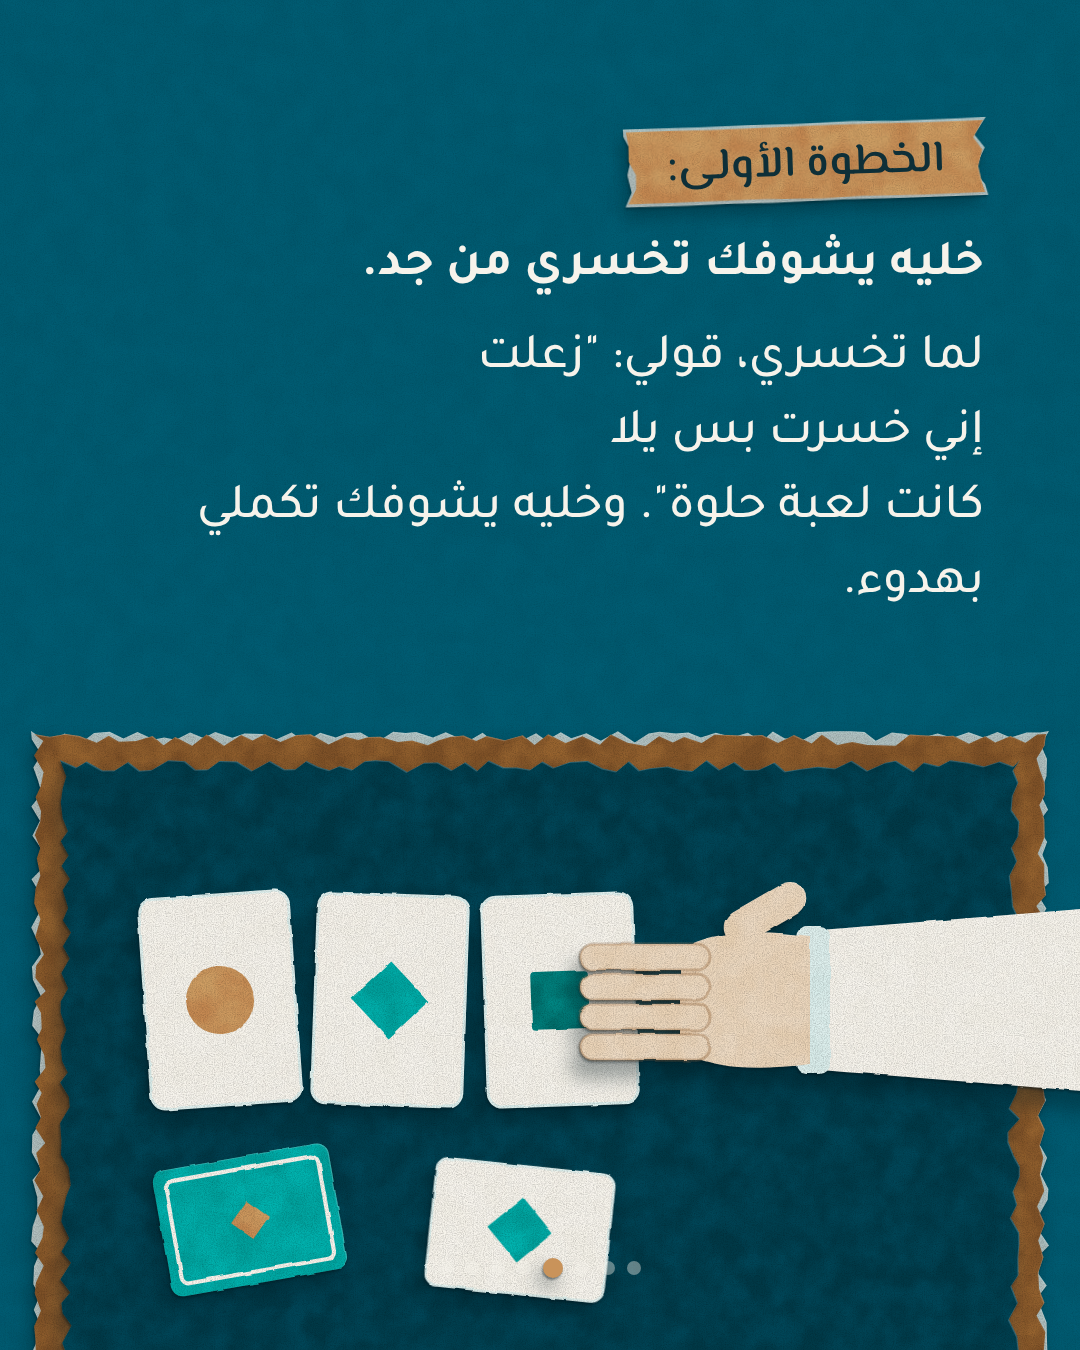 الخطوة الأولى:
خليه يشوفك تخسري من جد.
لما تخسري، قولي: "زعلت
إني خسرت بس يلا
كانت لعبة حلوة". وخليه يشوفك تكملي
بهدوء.